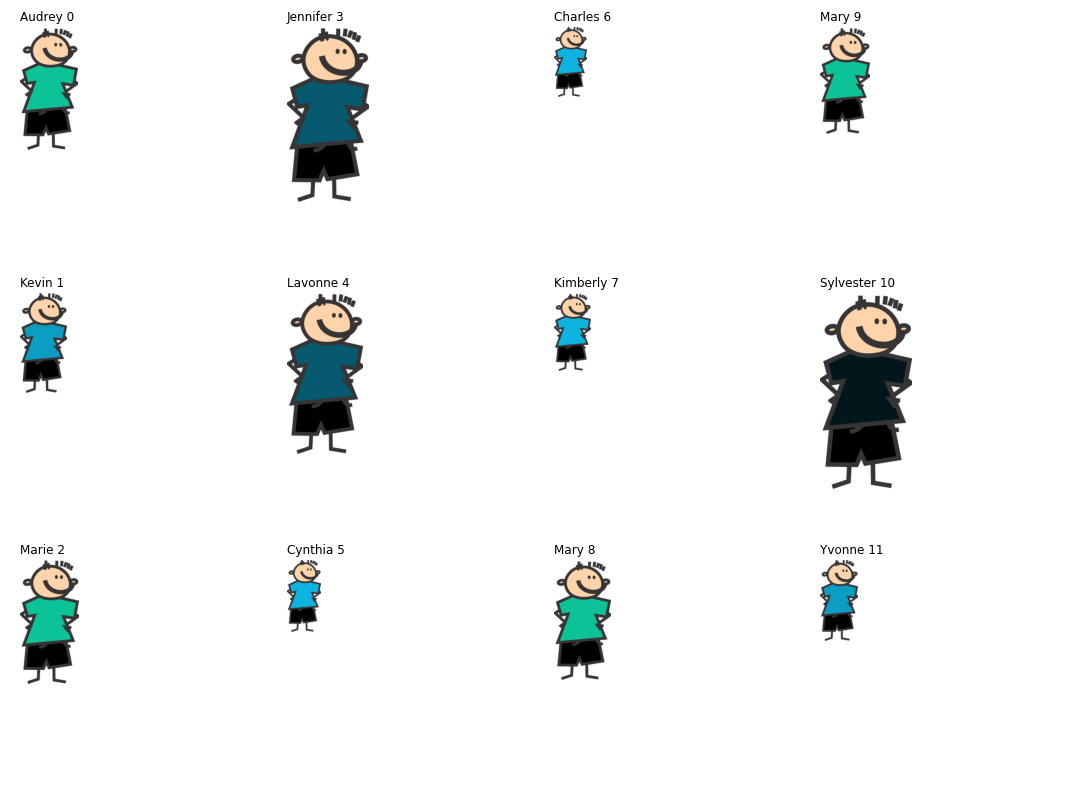 Audrey 0
Jennifer 3
Charles 6
Mary 9
Kevin 1
Lavonne 4
Kimberly 7
Sylvester 10
Marie 2
Cynthia 5
Mary 8
Yvonne 11